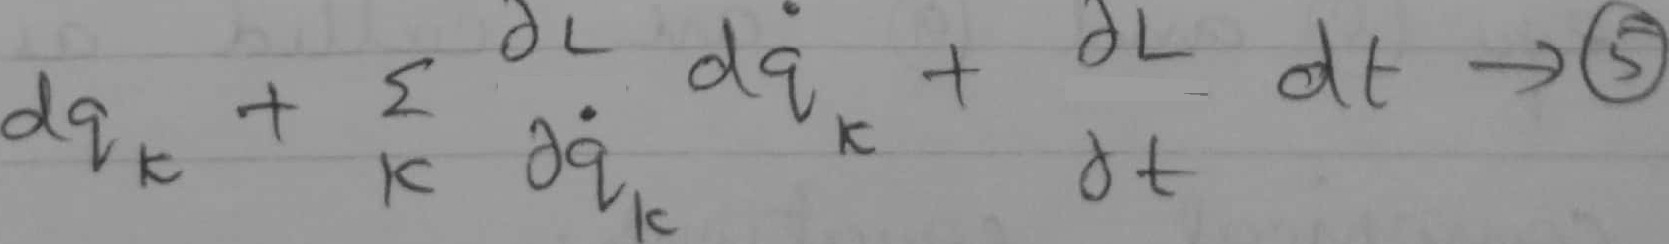 dq_k + Σ_k ∂L/∂q̇_k dq̇_k + ∂L/∂t dt → ⑤